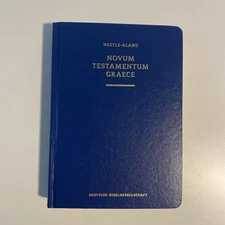 NESTLE-ALAND
NOVUM
TESTAMENTUM
GRAECE
DEUTSCHE BIBELGESELLSCHAFT